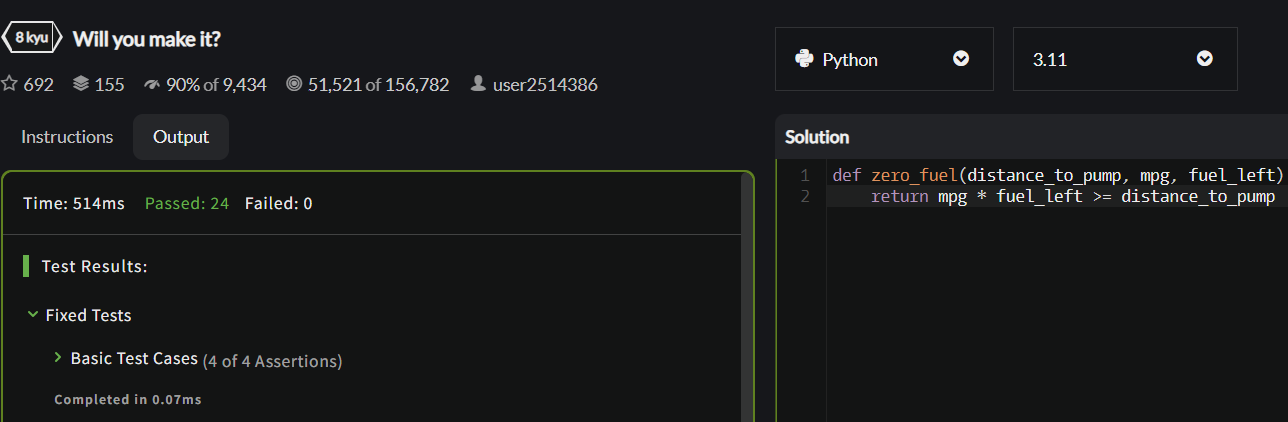 8 kyu Will you make it?
692 155 90% of 9,434 51,521 of 156,782 user2514386
Python 3.11
Instructions Output
Time: 514ms Passed: 24 Failed: 0
Test Results:
Fixed Tests
Basic Test Cases (4 of 4 Assertions)
Completed in 0.07ms
Solution
1 def zero_fuel(distance_to_pump, mpg, fuel_left)
2 return mpg * fuel_left >= distance_to_pump